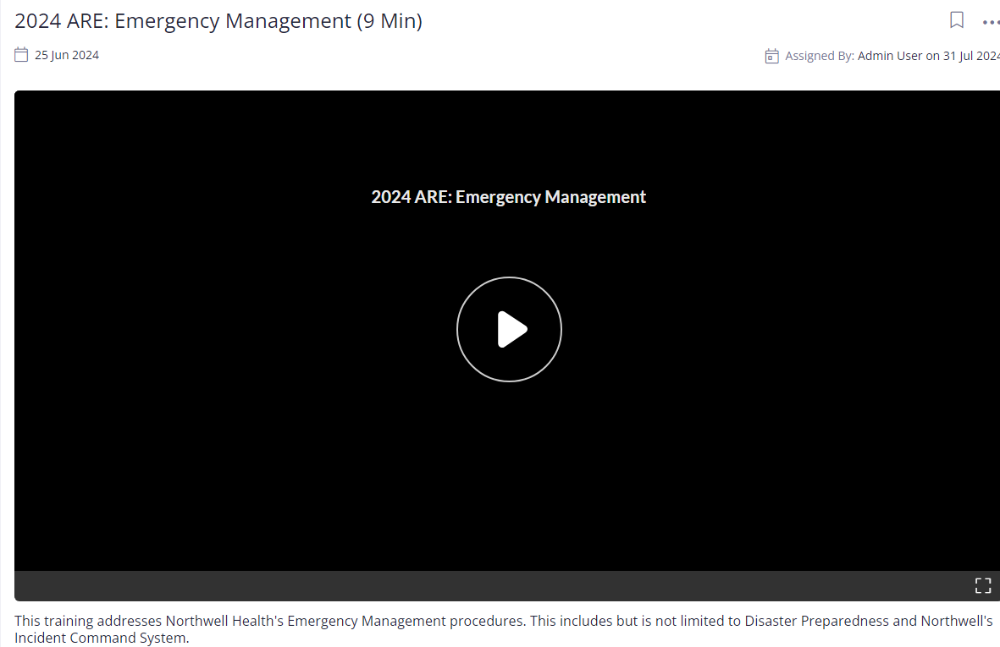 2024 ARE: Emergency Management (9 Min)
25 Jun 2024
Assigned By: Admin User on 31 Jul 2024
2024 ARE: Emergency Management
This training addresses Northwell Health's Emergency Management procedures. This includes but is not limited to Disaster Preparedness and Northwell's
Incident Command System.